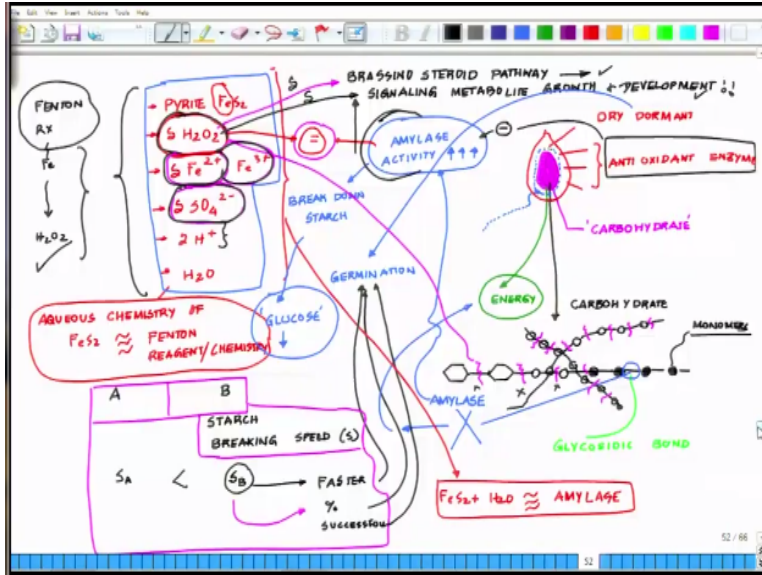 File Edit View Insert Actions Tools Help
BRASSINO STEROID PATHWAY → ✓
SIGNALING METABOLITE GROWTH + DEVELOPMENT !!
FENTON
RX
Fe
↓
H2O2
✓
→ PYRITE FeS2
→ S H2O2
→ S Fe2+ Fe3+
→ S SO4 2-
→ 2 H+
→ H2O
S
S
=
AMYLASE
ACTIVITY ↑↑↑
DRY DORMANT
ANTI OXIDANT ENZYME
'CARBOHYDRASE'
BREAK DOWN
STARCH
GERMINATION
'GLUCOSE'
↓
ENERGY
CARBOHYDRATE
MONOMERS
AMYLASE
X
GLYCOSIDIC BOND
AQUEOUS CHEMISTRY OF
FeS2 ≈ FENTON
≈ REAGENT/CHEMISTRY
A B
STARCH
BREAKING SPEED (S)
SA < SB → FASTER
%
SUCCESSFUL
FeS2 + H2O ≈ AMYLASE
52 / 66
52